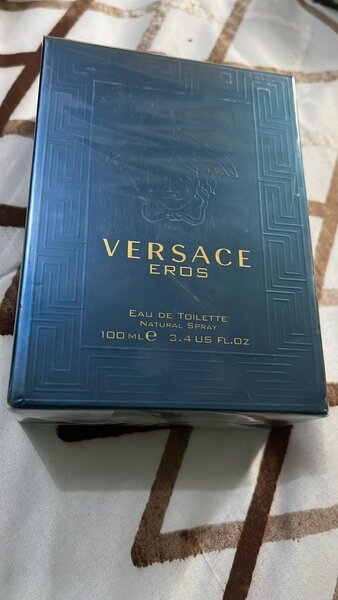 VERSACE
EROS
EAU DE TOILETTE
NATURAL SPRAY
100 ML e 3.4 US FL.OZ